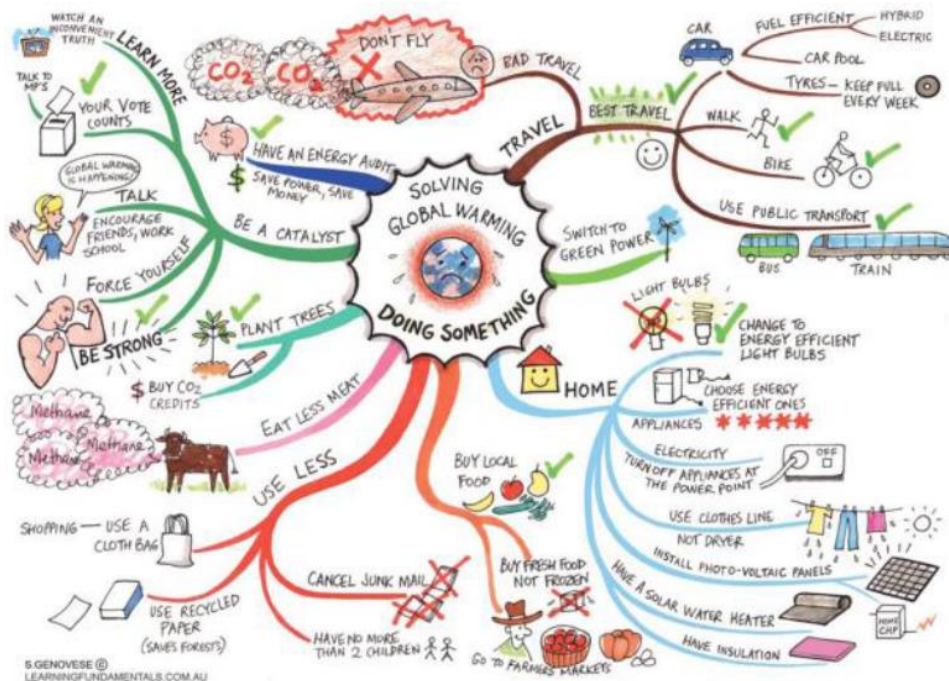 SOLVING
GLOBAL WARMING
DOING SOMETHING
TRAVEL
BAD TRAVEL
DON'T FLY
CO2
CO2
BEST TRAVEL
CAR
FUEL EFFICIENT
HYBRID
ELECTRIC
CAR POOL
TYRES — KEEP FULL
EVERY WEEK
WALK
BIKE
USE PUBLIC TRANSPORT
BUS
TRAIN
SWITCH TO
GREEN POWER
HOME
LIGHT BULBS
CHANGE TO
ENERGY EFFICIENT
LIGHT BULBS
APPLIANCES
CHOOSE ENERGY
EFFICIENT ONES
ELECTRICITY
TURN OFF APPLIANCES AT
THE POWER POINT
OFF
USE CLOTHES LINE
NOT DRYER
INSTALL PHOTO-VOLTAIC PANELS
HOME
CHP
HAVE A SOLAR WATER HEATER
HAVE INSULATION
BUY LOCAL
FOOD
BUY FRESH FOOD
NOT FROZEN
GO TO FARMERS MARKETS
USE LESS
SHOPPING — USE A
CLOTH BAG
USE RECYCLED
PAPER
(SAVES FORESTS)
CANCEL JUNK MAIL
HAVE NO MORE
THAN 2 CHILDREN
EAT LESS MEAT
Methane
Methane
Methane
PLANT TREES
$ BUY CO2
CREDITS
BE A CATALYST
LEARN MORE
WATCH AN
INCONVENIENT
TRUTH
TALK TO
MP'S
YOUR VOTE
COUNTS
GLOBAL WARMING
IS HAPPENING!
TALK
ENCOURAGE
FRIENDS, WORK
SCHOOL
FORCE YOURSELF
BE STRONG
HAVE AN ENERGY AUDIT
$ SAVE POWER, SAVE
MONEY
S.GENOVESE ©
LEARNINGFUNDAMENTALS.COM.AU